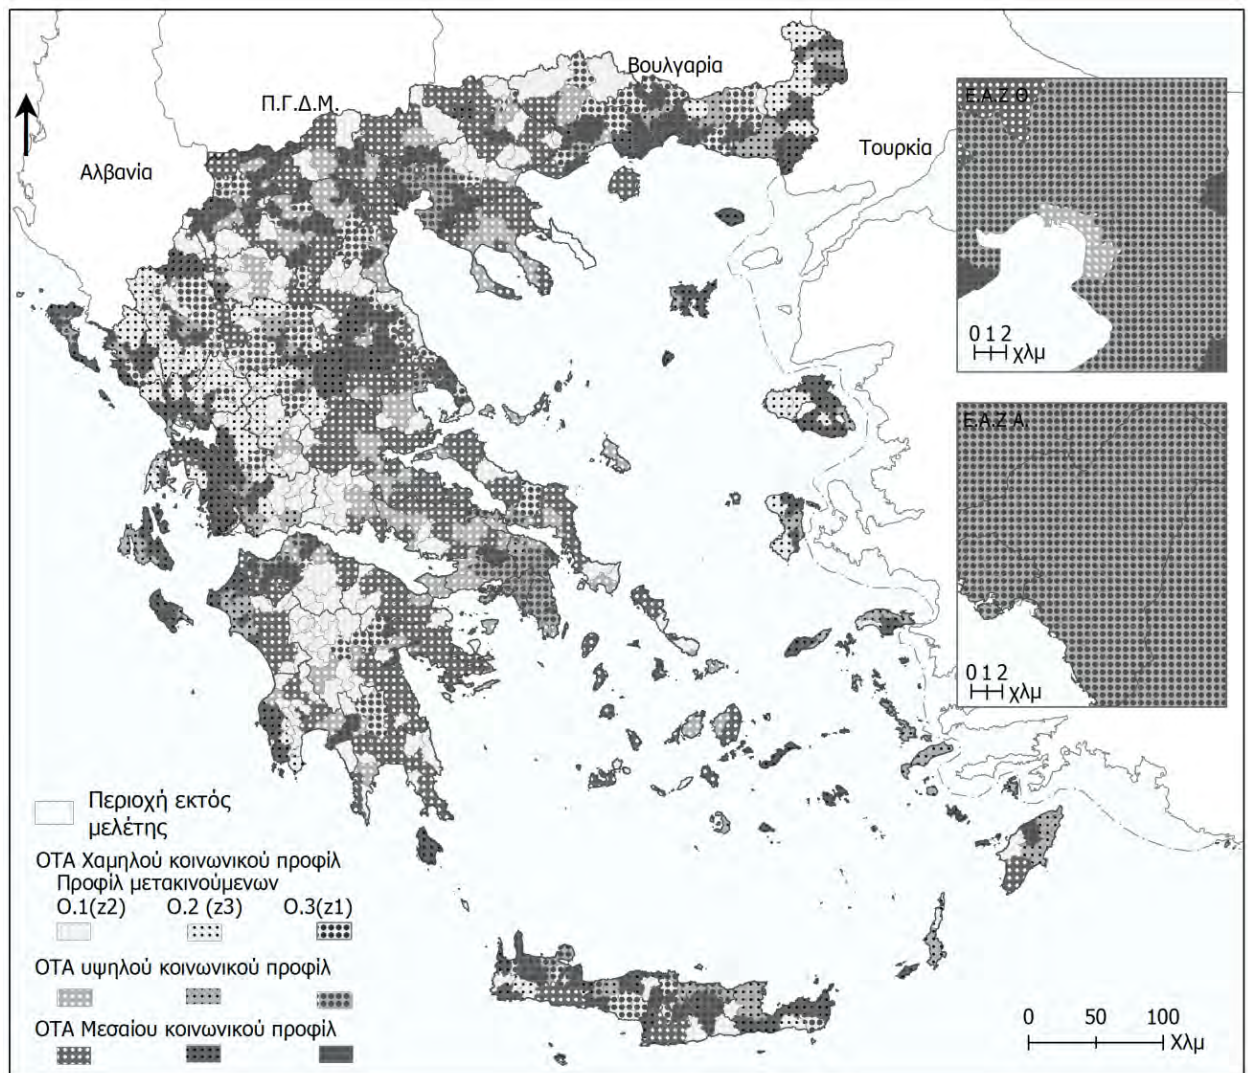 Βουλγαρία
Π.Γ.Δ.Μ.
Αλβανία
Τουρκία
Ε.Α.Ζ Θ
0 1 2
χλμ
Ε.Α.Ζ Α.
0 1 2
χλμ
Περιοχή εκτός
μελέτης
ΟΤΑ Χαμηλού κοινωνικού προφίλ
Προφίλ μετακινούμενων
Ο.1(z2) Ο.2 (z3) Ο.3(z1)
ΟΤΑ υψηλού κοινωνικού προφίλ
ΟΤΑ Μεσαίου κοινωνικού προφίλ
0 50 100
Χλμ